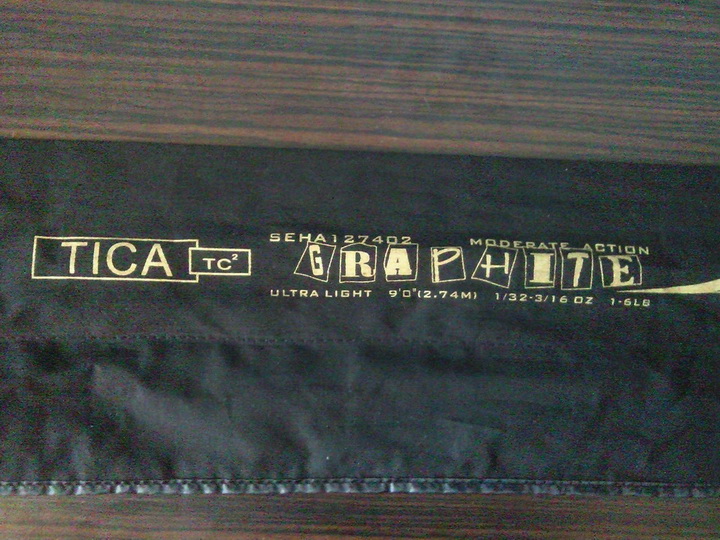 TICA TC²
SEHA127402 MODERATE ACTION
GRAPHITE
ULTRA LIGHT 9'0"(2.74M) 1/32-3/16 OZ 1-6LB